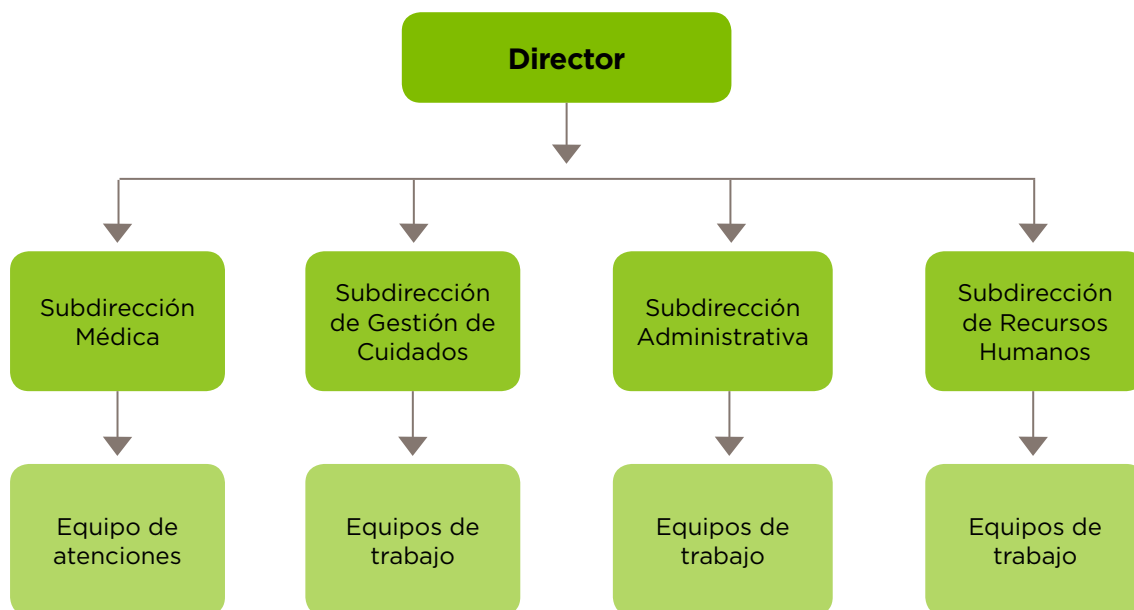 Director
Subdirección
Médica
Subdirección
de Gestión de
Cuidados
Subdirección
Administrativa
Subdirección
de Recursos
Humanos
Equipo de
atenciones
Equipos de
trabajo
Equipos de
trabajo
Equipos de
trabajo